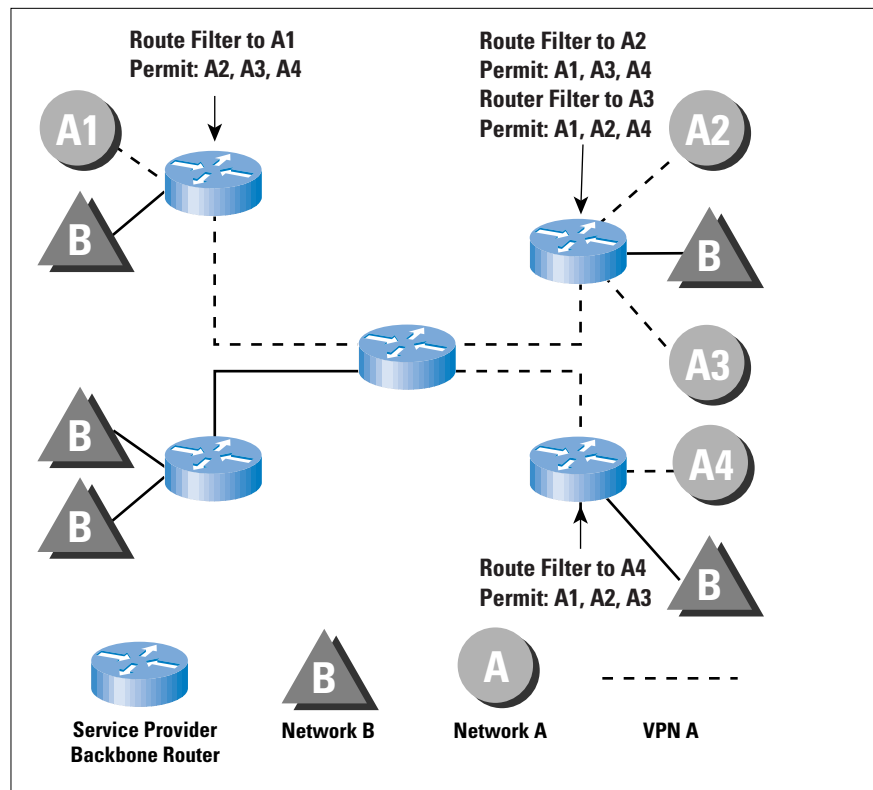 Route Filter to A1
Permit: A2, A3, A4
Route Filter to A2
Permit: A1, A3, A4
Router Filter to A3
Permit: A1, A2, A4
A1
A2
B
B
A3
B
A4
B
B
Route Filter to A4
Permit: A1, A2, A3
B
A
Service Provider
Backbone Router
Network B
Network A
VPN A